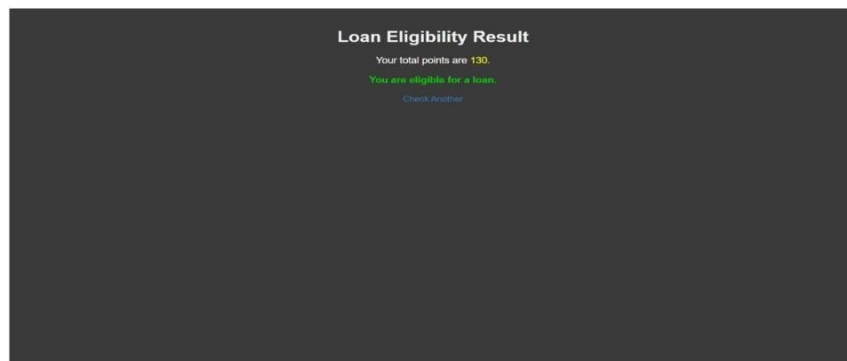 Loan Eligibility Result
Your total points are 130.
You are eligible for a loan.
Check Another